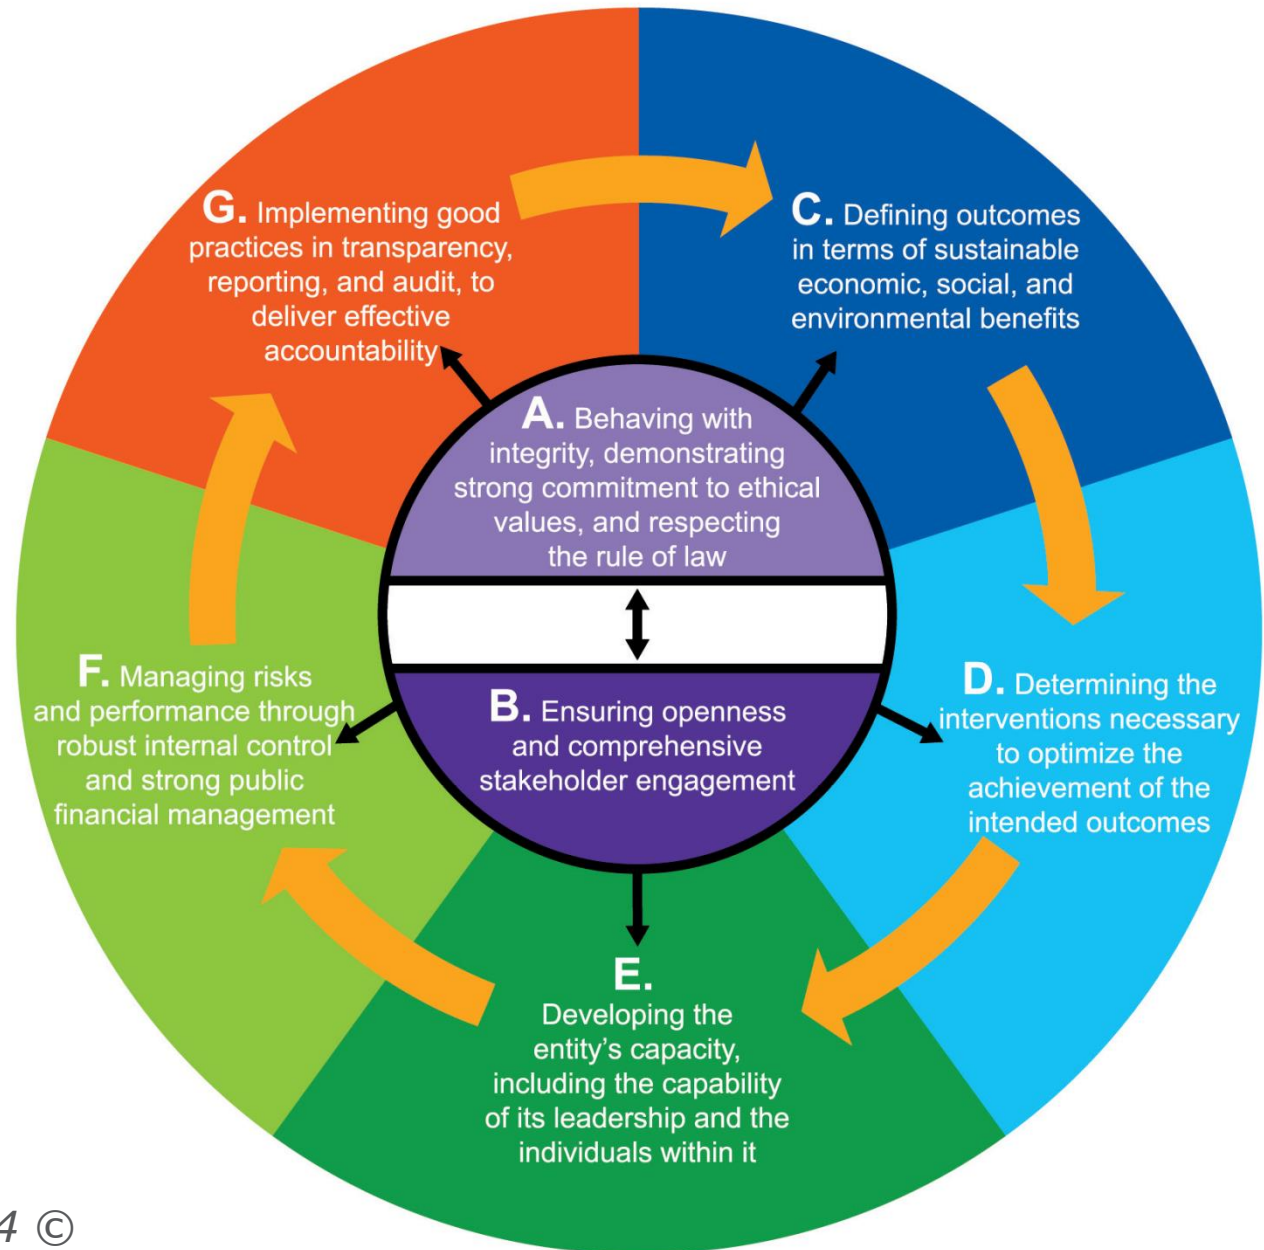 G. Implementing good
practices in transparency,
reporting, and audit, to
deliver effective
accountability
C. Defining outcomes
in terms of sustainable
economic, social, and
environmental benefits
A. Behaving with
integrity, demonstrating
strong commitment to ethical
values, and respecting
the rule of law
B. Ensuring openness
and comprehensive
stakeholder engagement
F. Managing risks
and performance through
robust internal control
and strong public
financial management
D. Determining the
interventions necessary
to optimize the
achievement of the
intended outcomes
E.
Developing the
entity’s capacity,
including the capability
of its leadership and the
individuals within it
4 ©